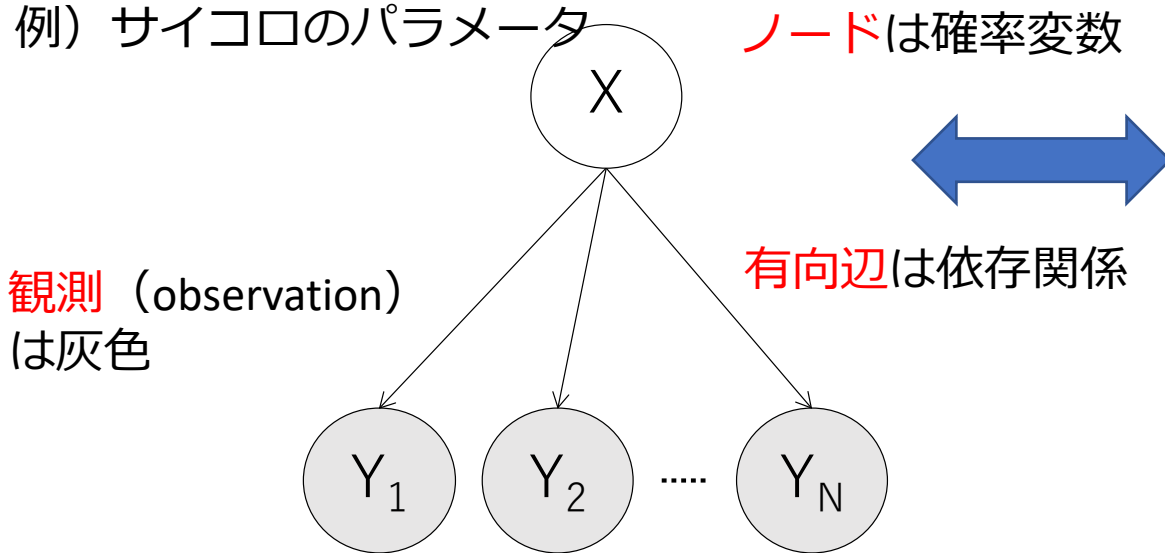 例）サイコロのパラメータ
ノードは確率変数
X
有向辺は依存関係
観測（observation）
は灰色
Y1 Y2 ..... YN